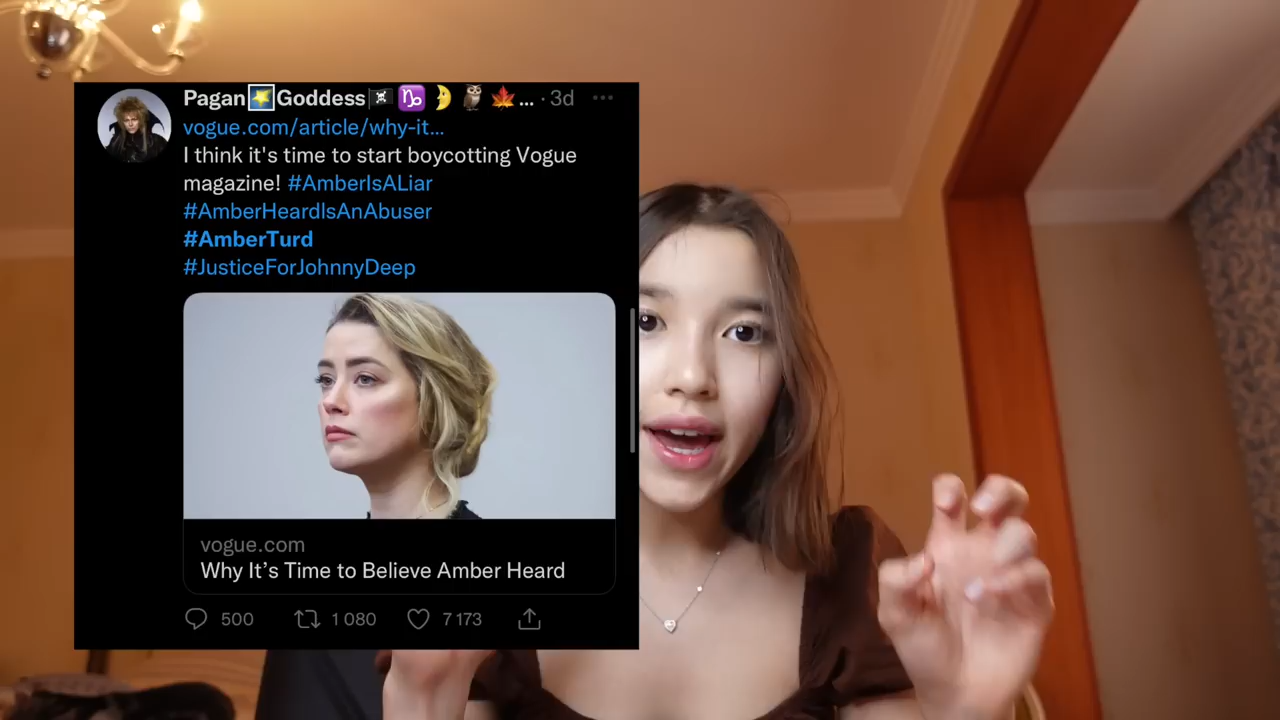 Pagan🌟Goddess🏴‍☠️♑🌛🦉🍁... · 3d
vogue.com/article/why-it…
I think it's time to start boycotting Vogue
magazine! #AmberIsALiar
#AmberHeardIsAnAbuser
#AmberTurd
#JusticeForJohnnyDeep
vogue.com
Why It’s Time to Believe Amber Heard
500 1 080 7 173